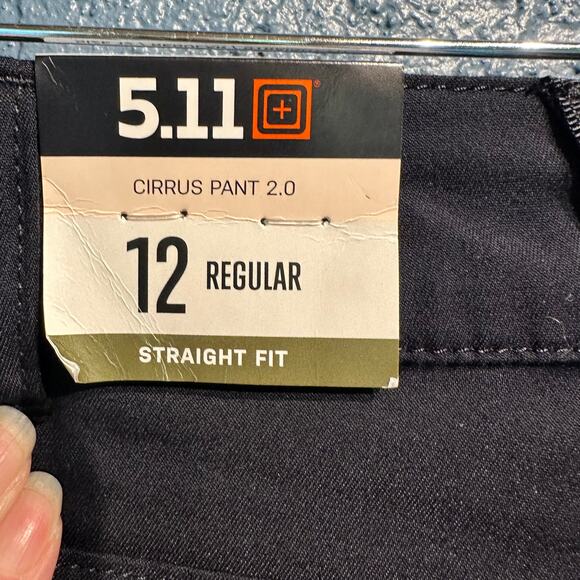 5.11
CIRRUS PANT 2.0
12 REGULAR
STRAIGHT FIT